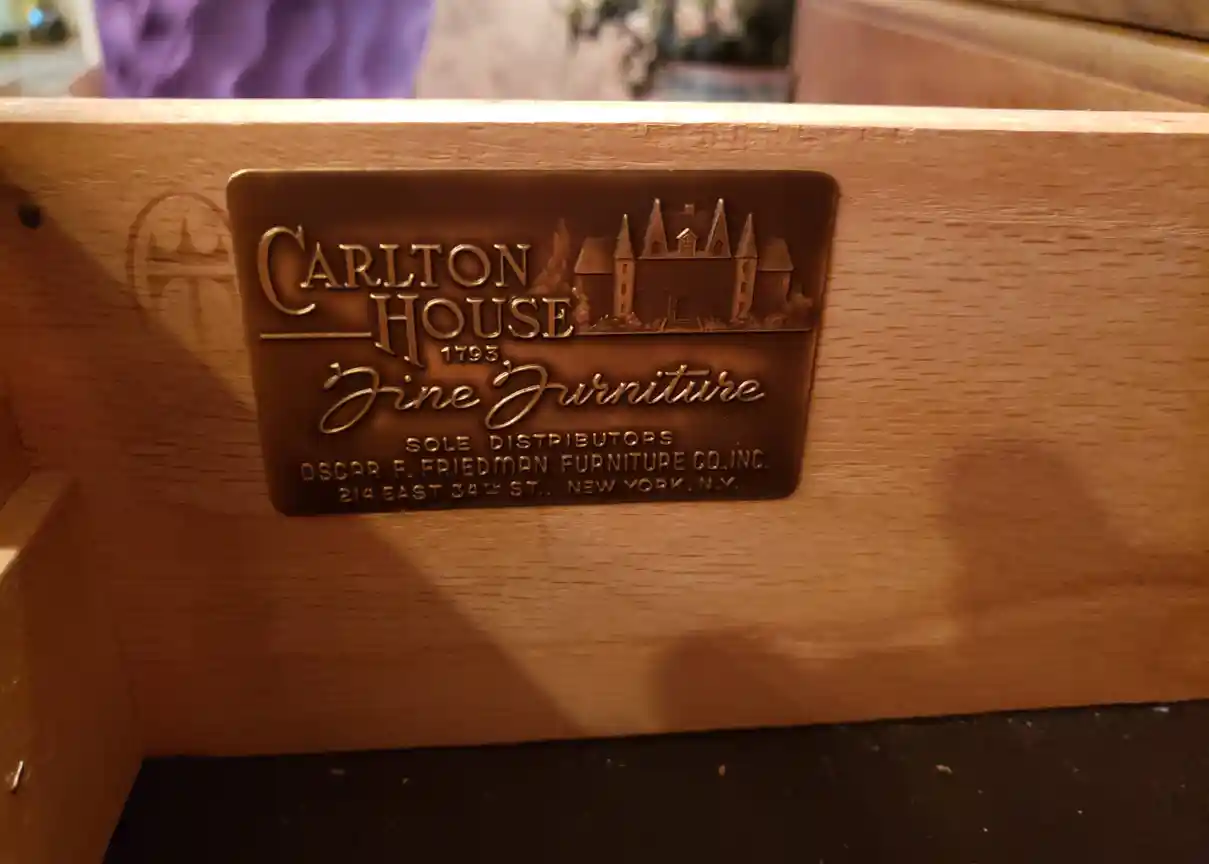 CARLTON
HOUSE
1793
Fine Furniture
SOLE DISTRIBUTORS
OSCAR F. FRIEDMAN FURNITURE CO., INC.
214 EAST 34TH ST., NEW YORK, N.Y.